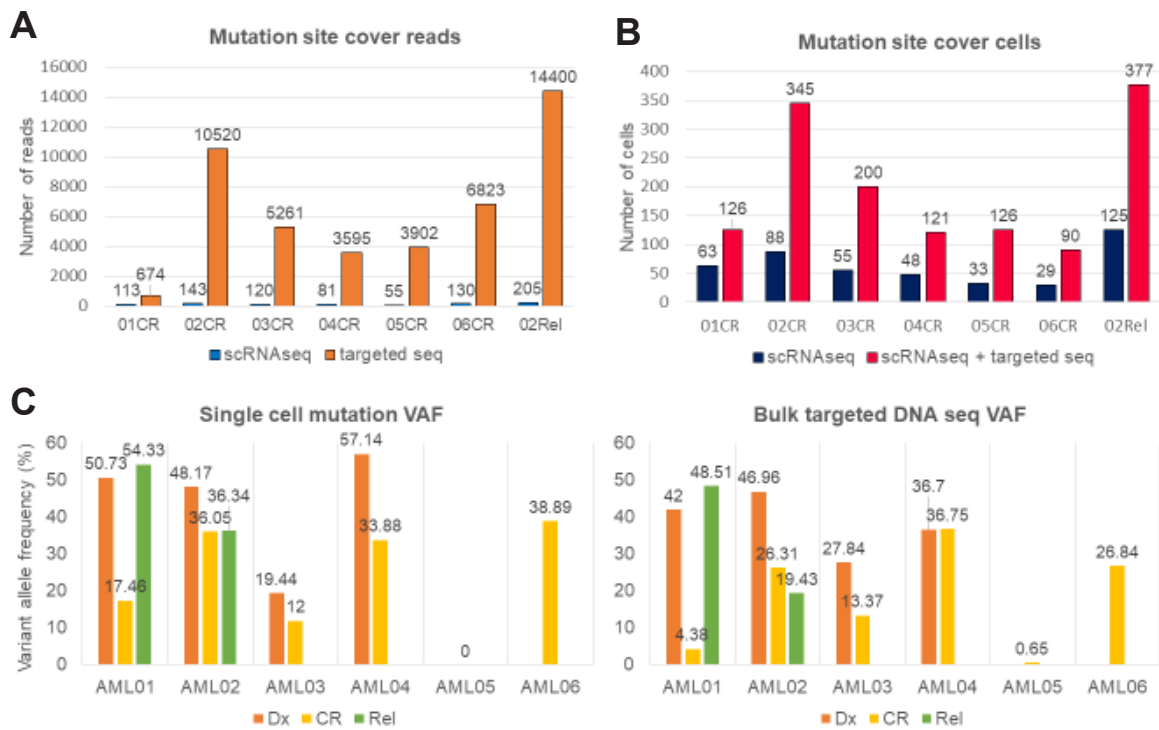 A
Mutation site cover reads
Number of reads
16000
14000
12000
10000
8000
6000
4000
2000
0
113 674 143 10520 120 5261 81 3595 55 3902 130 6823 205 14400
01CR 02CR 03CR 04CR 05CR 06CR 02Rel
scRNAseq targeted seq
B
Mutation site cover cells
Number of cells
400
350
300
250
200
150
100
50
0
63 126 88 345 55 200 48 121 33 126 29 90 125 377
01CR 02CR 03CR 04CR 05CR 06CR 02Rel
scRNAseq scRNAseq + targeted seq
C
Single cell mutation VAF
Variant allele frequency (%)
60
50
40
30
20
10
0
50.73 17.46 54.33 48.17 36.05 36.34 19.44 12 57.14 33.88 0 38.89
AML01 AML02 AML03 AML04 AML05 AML06
Dx CR Rel
Bulk targeted DNA seq VAF
60
50
40
30
20
10
0
42 4.38 48.51 46.96 26.31 19.43 27.84 13.37 36.7 36.75 0.65 26.84
AML01 AML02 AML03 AML04 AML05 AML06
Dx CR Rel